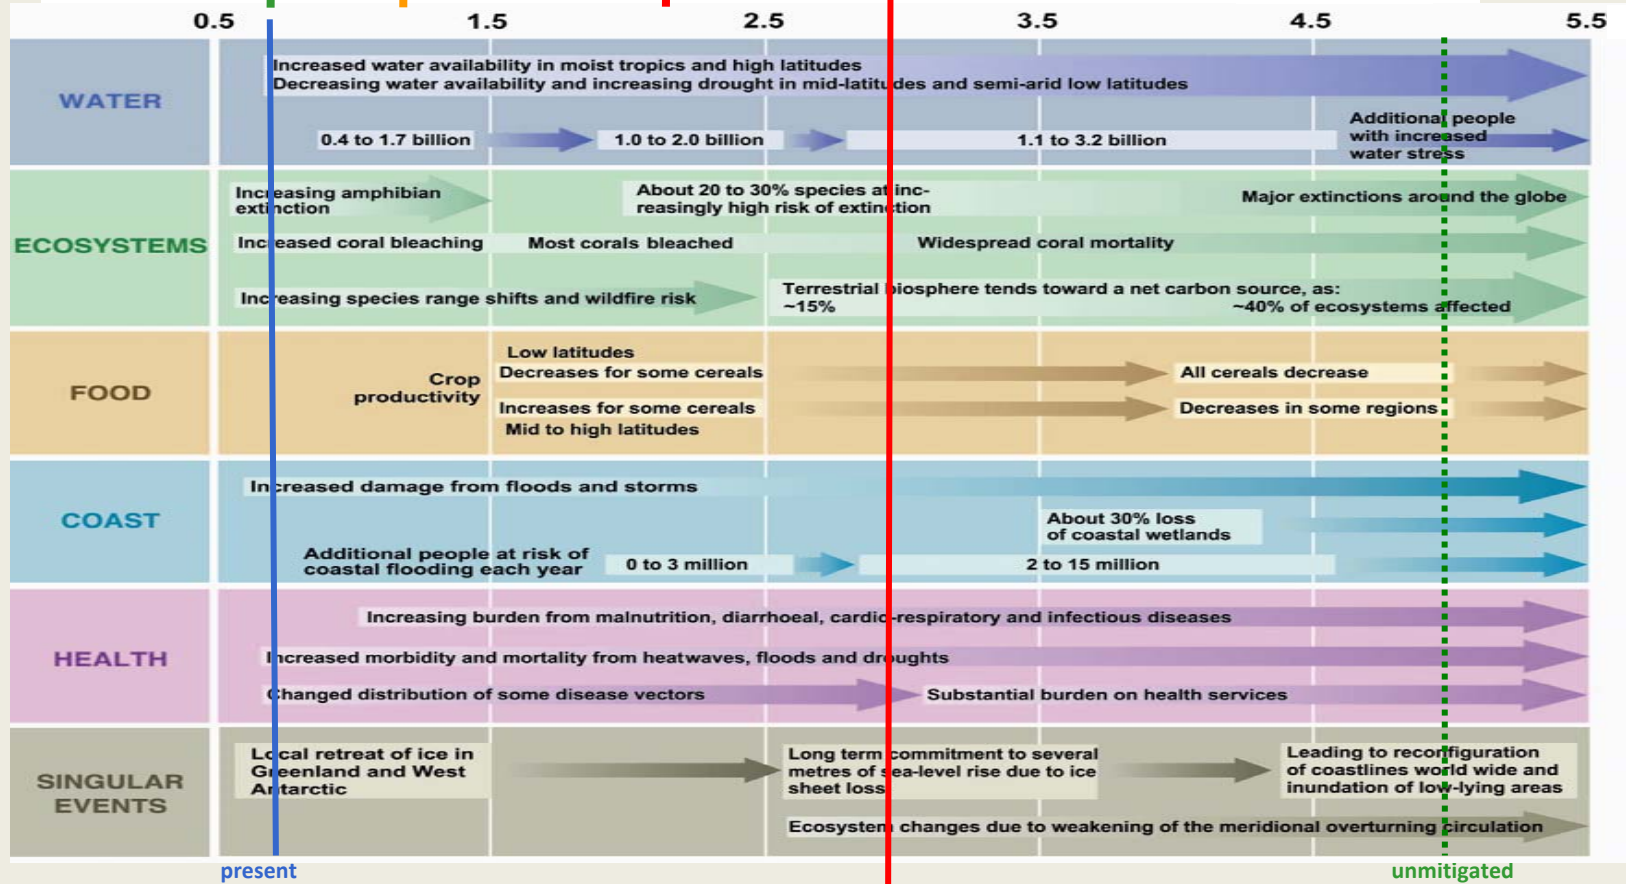 0.5 1.5 2.5 3.5 4.5 5.5
WATER
Increased water availability in moist tropics and high latitudes
Decreasing water availability and increasing drought in mid-latitudes and semi-arid low latitudes
0.4 to 1.7 billion
1.0 to 2.0 billion
1.1 to 3.2 billion
Additional people
with increased
water stress
ECOSYSTEMS
Increasing amphibian
extinction
About 20 to 30% species at inc-
reasingly high risk of extinction
Major extinctions around the globe
Increased coral bleaching
Most corals bleached
Widespread coral mortality
Increasing species range shifts and wildfire risk
Terrestrial biosphere tends toward a net carbon source, as:
~15%
~40% of ecosystems affected
FOOD
Crop
productivity
Low latitudes
Decreases for some cereals
All cereals decrease
Increases for some cereals
Mid to high latitudes
Decreases in some regions
COAST
Increased damage from floods and storms
About 30% loss
of coastal wetlands
Additional people at risk of
coastal flooding each year
0 to 3 million
2 to 15 million
HEALTH
Increasing burden from malnutrition, diarrhoeal, cardio-respiratory and infectious diseases
Increased morbidity and mortality from heatwaves, floods and droughts
Changed distribution of some disease vectors
Substantial burden on health services
SINGULAR
EVENTS
Local retreat of ice in
Greenland and West
Antarctic
Long term commitment to several
metres of sea-level rise due to ice
sheet loss
Leading to reconfiguration
of coastlines world wide and
inundation of low-lying areas
Ecosystem changes due to weakening of the meridional overturning circulation
present
unmitigated